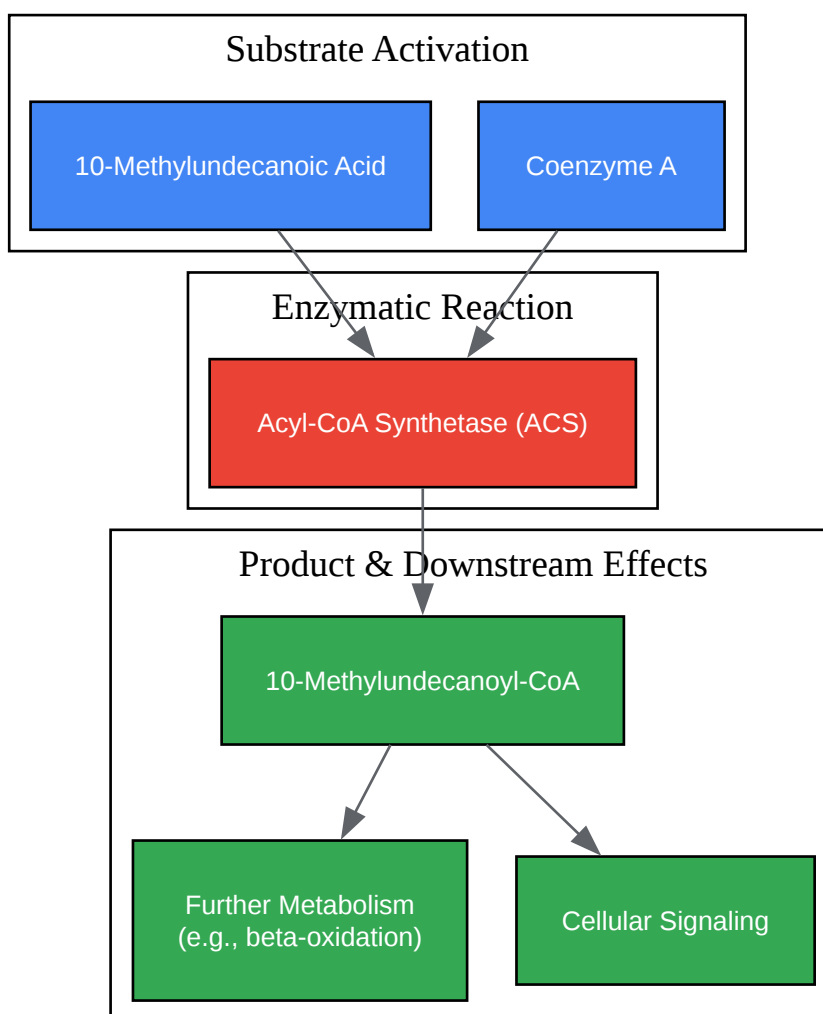 Substrate Activation
10-Methylundecanoic Acid
Coenzyme A
Enzymatic Reaction
Acyl-CoA Synthetase (ACS)
Product & Downstream Effects
10-Methylundecanoyl-CoA
Further Metabolism
(e.g., beta-oxidation)
Cellular Signaling